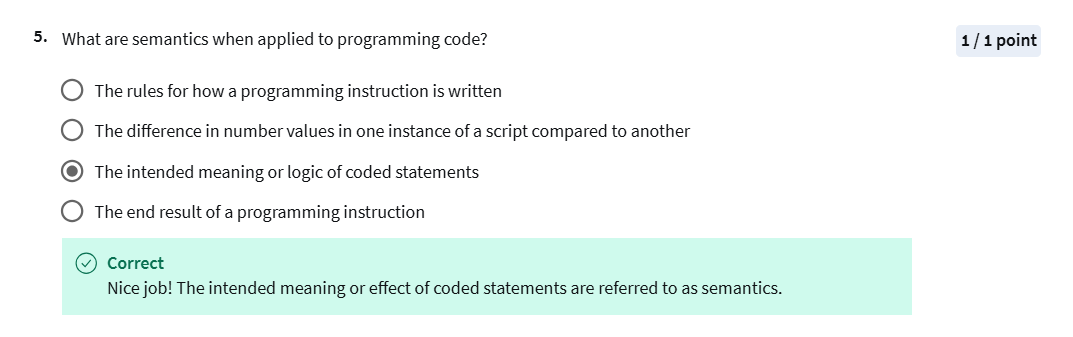 5. What are semantics when applied to programming code?
1 / 1 point
The rules for how a programming instruction is written
The difference in number values in one instance of a script compared to another
The intended meaning or logic of coded statements
The end result of a programming instruction
Correct
Nice job! The intended meaning or effect of coded statements are referred to as semantics.